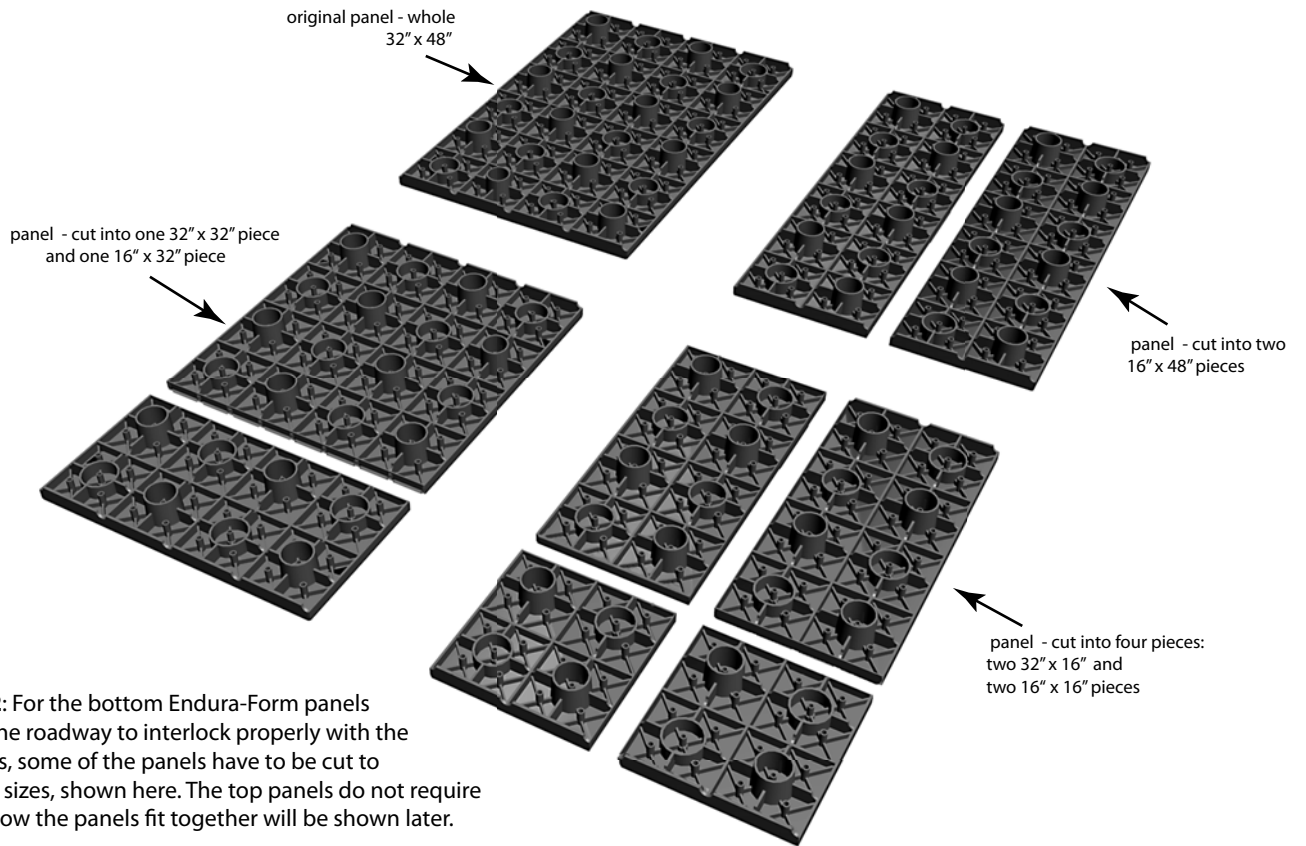 original panel - whole
32” x 48”
panel - cut into one 32” x 32” piece
and one 16“ x 32” piece
panel - cut into two
16” x 48” pieces
panel - cut into four pieces:
two 32” x 16” and
two 16“ x 16” pieces
: For the bottom Endura-Form panels
roadway to interlock properly with the
some of the panels have to be cut to
sizes, shown here. The top panels do not require
the panels fit together will be shown later.